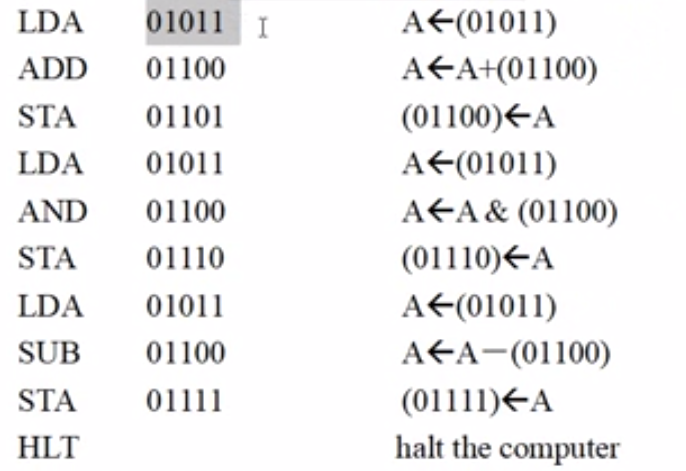 LDA 01011 A←(01011)
ADD 01100 A←A+(01100)
STA 01101 (01100)←A
LDA 01011 A←(01011)
AND 01100 A←A & (01100)
STA 01110 (01110)←A
LDA 01011 A←(01011)
SUB 01100 A←A－(01100)
STA 01111 (01111)←A
HLT halt the computer